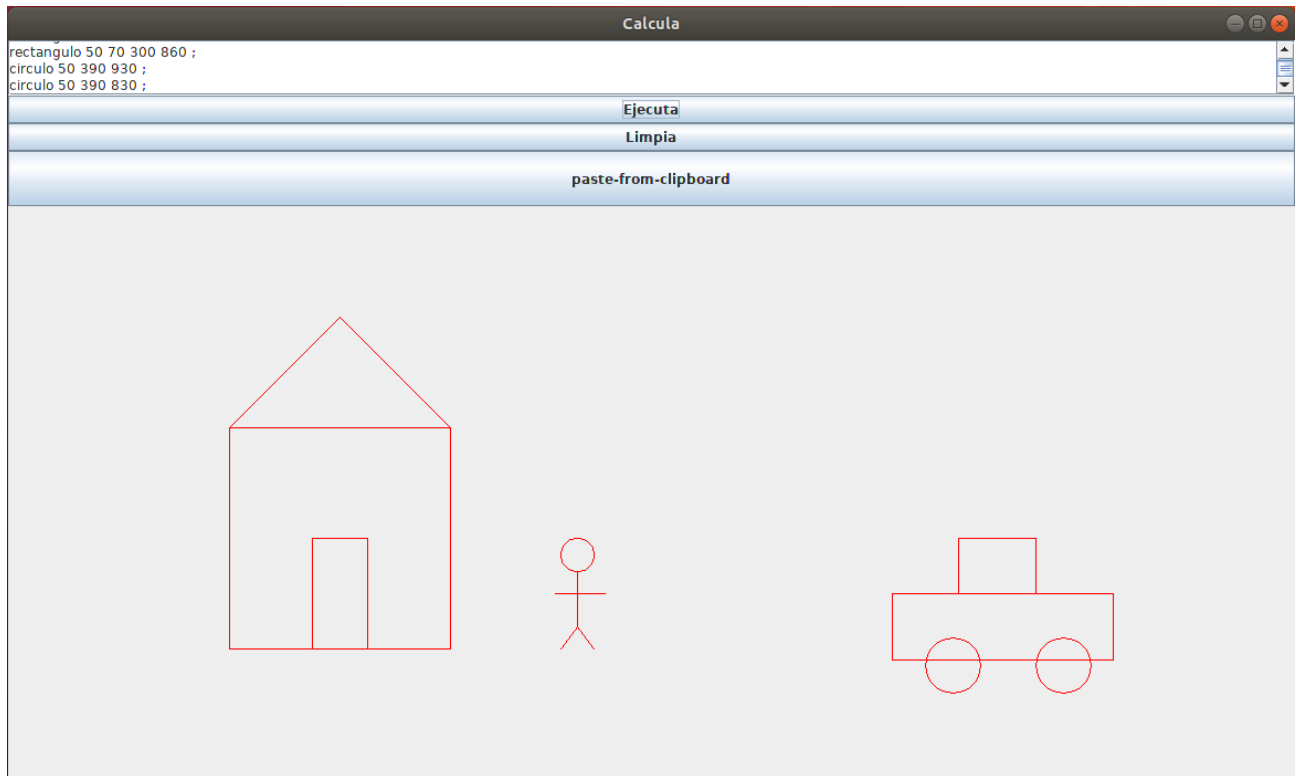 Calcula
rectangulo 50 70 300 860 ;
circulo 50 390 930 ;
circulo 50 390 830 ;
Ejecuta
Limpia
paste-from-clipboard